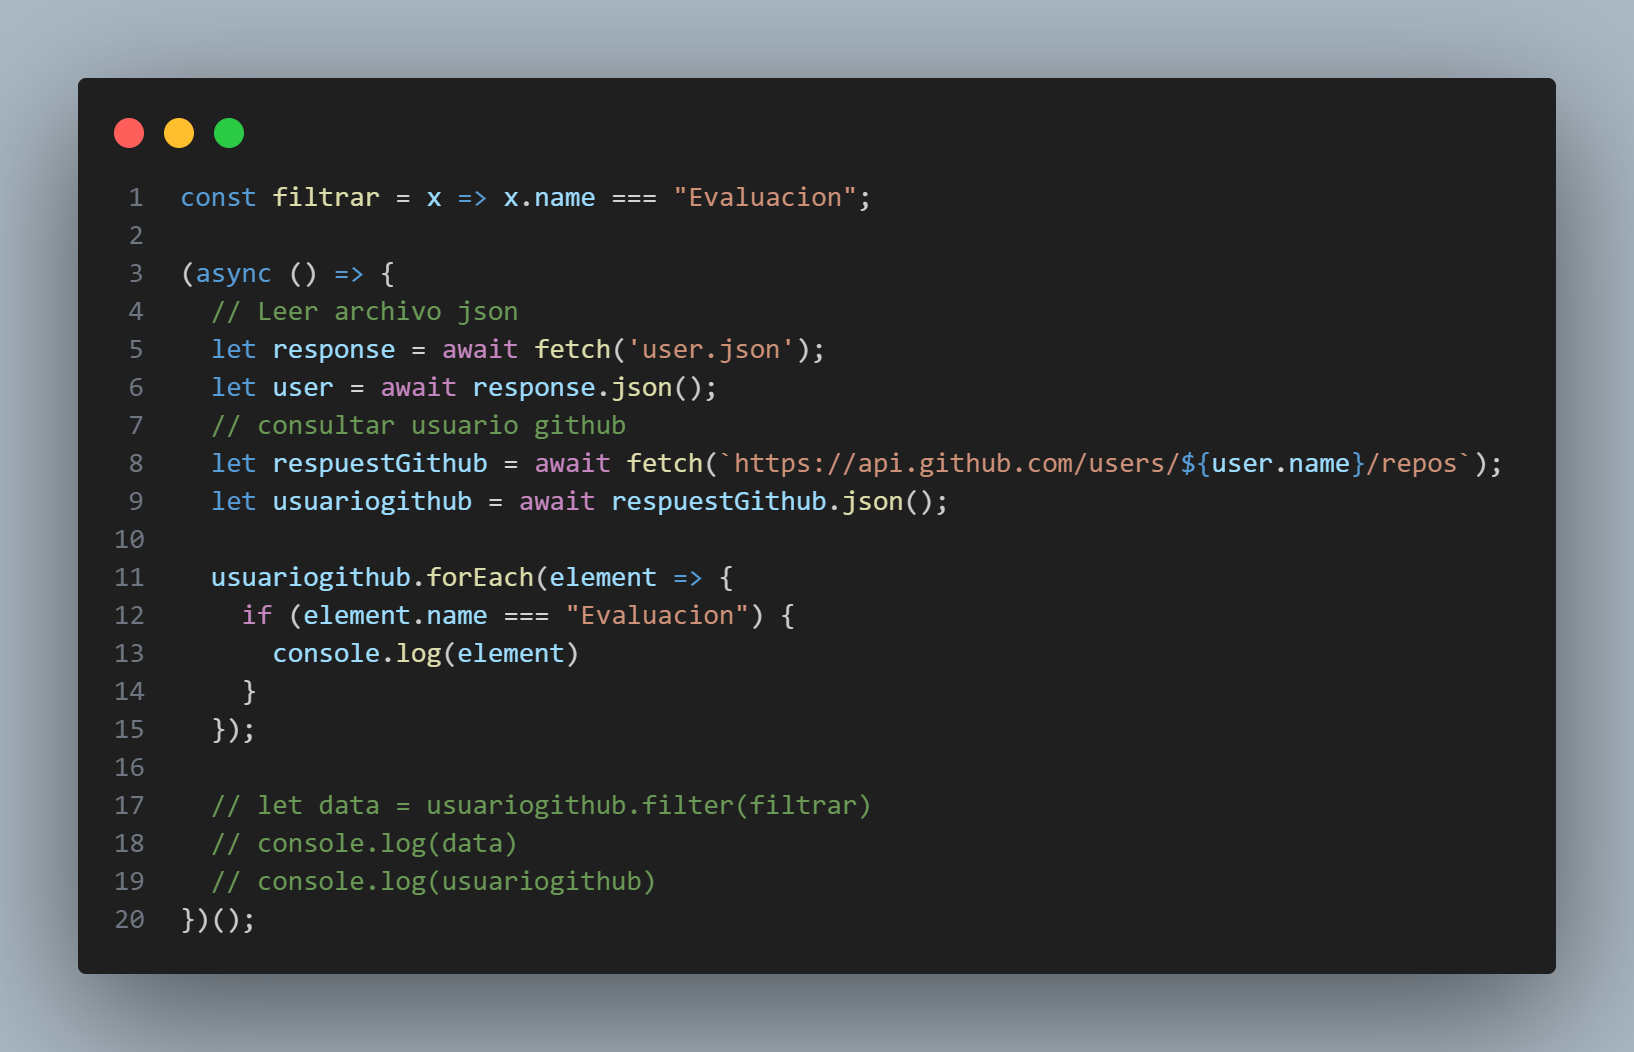 1 const filtrar = x => x.name === "Evaluacion";
2
3 (async () => {
4   // Leer archivo json
5   let response = await fetch('user.json');
6   let user = await response.json();
7   // consultar usuario github
8   let respuestGithub = await fetch(`https://api.github.com/users/${user.name}/repos`);
9   let usuariogithub = await respuestGithub.json();
10
11   usuariogithub.forEach(element => {
12     if (element.name === "Evaluacion") {
13       console.log(element)
14     }
15   });
16
17   // let data = usuariogithub.filter(filtrar)
18   // console.log(data)
19   // console.log(usuariogithub)
20 })();